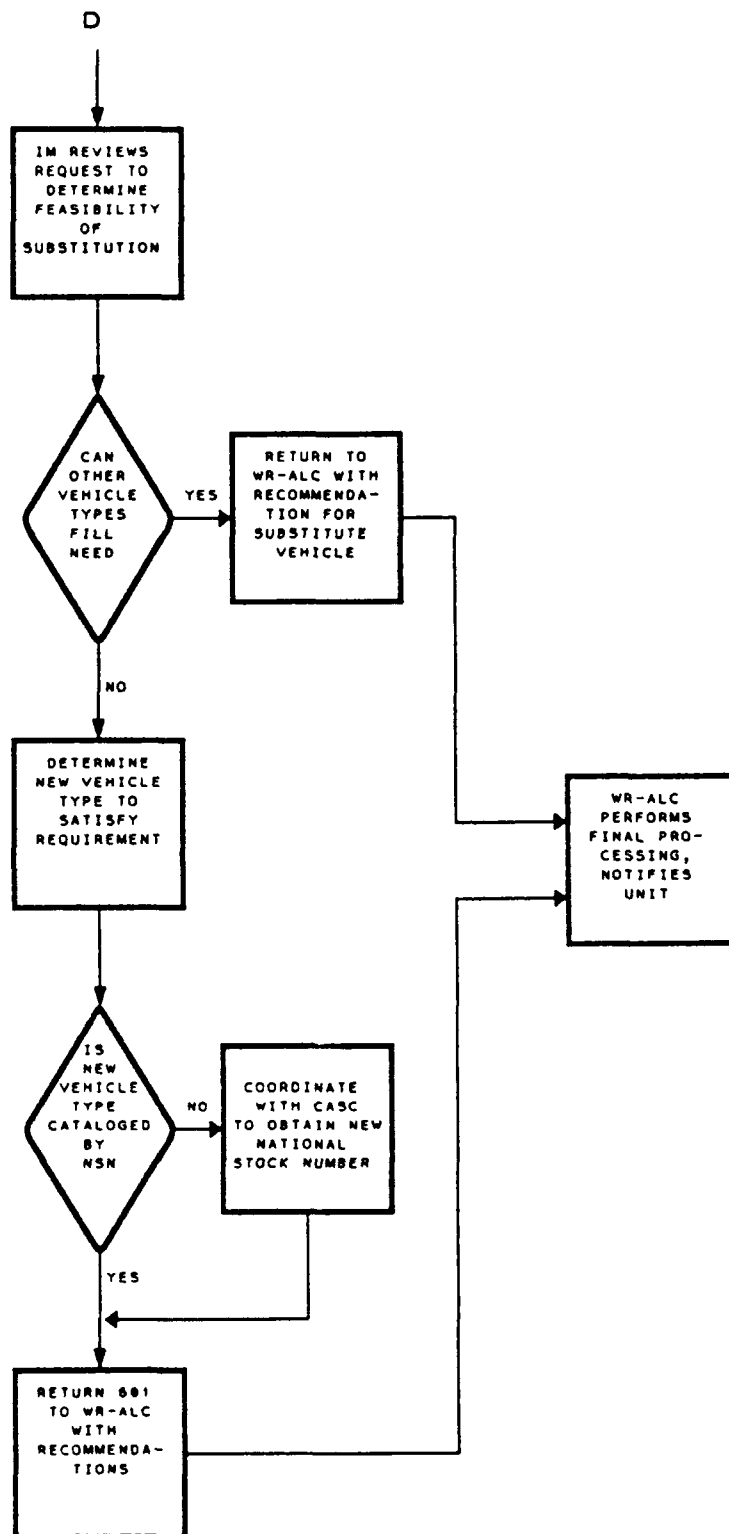 D
IM REVIEWS
REQUEST TO
DETERMINE
FEASIBILITY
OF
SUBSTITUTION
CAN
OTHER
VEHICLE
TYPES
FILL
NEED
YES
RETURN TO
WR-ALC WITH
RECOMMENDA-
TION FOR
SUBSTITUTE
VEHICLE
NO
DETERMINE
NEW VEHICLE
TYPE TO
SATISFY
REQUIREMENT
WR-ALC
PERFORMS
FINAL PRO-
CESSING,
NOTIFIES
UNIT
IS
NEW
VEHICLE
TYPE
CATALOGED
BY
NSN
NO
COORDINATE
WITH CASC
TO OBTAIN NEW
NATIONAL
STOCK NUMBER
YES
RETURN 601
TO WR-ALC
WITH
RECOMMENDA-
TIONS